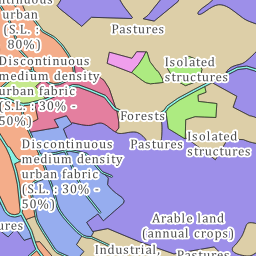 urban
(S.L. :
80%)
Pastures
Discontinuous
medium density
urban fabric
(S.L. : 30% -
50%)
Isolated
structures
Forests
Pastures
Isolated
structures
Discontinuous
medium density
urban fabric
(S.L. : 30% -
50%)
Arable land
(annual crops)
Industrial,
Pastures